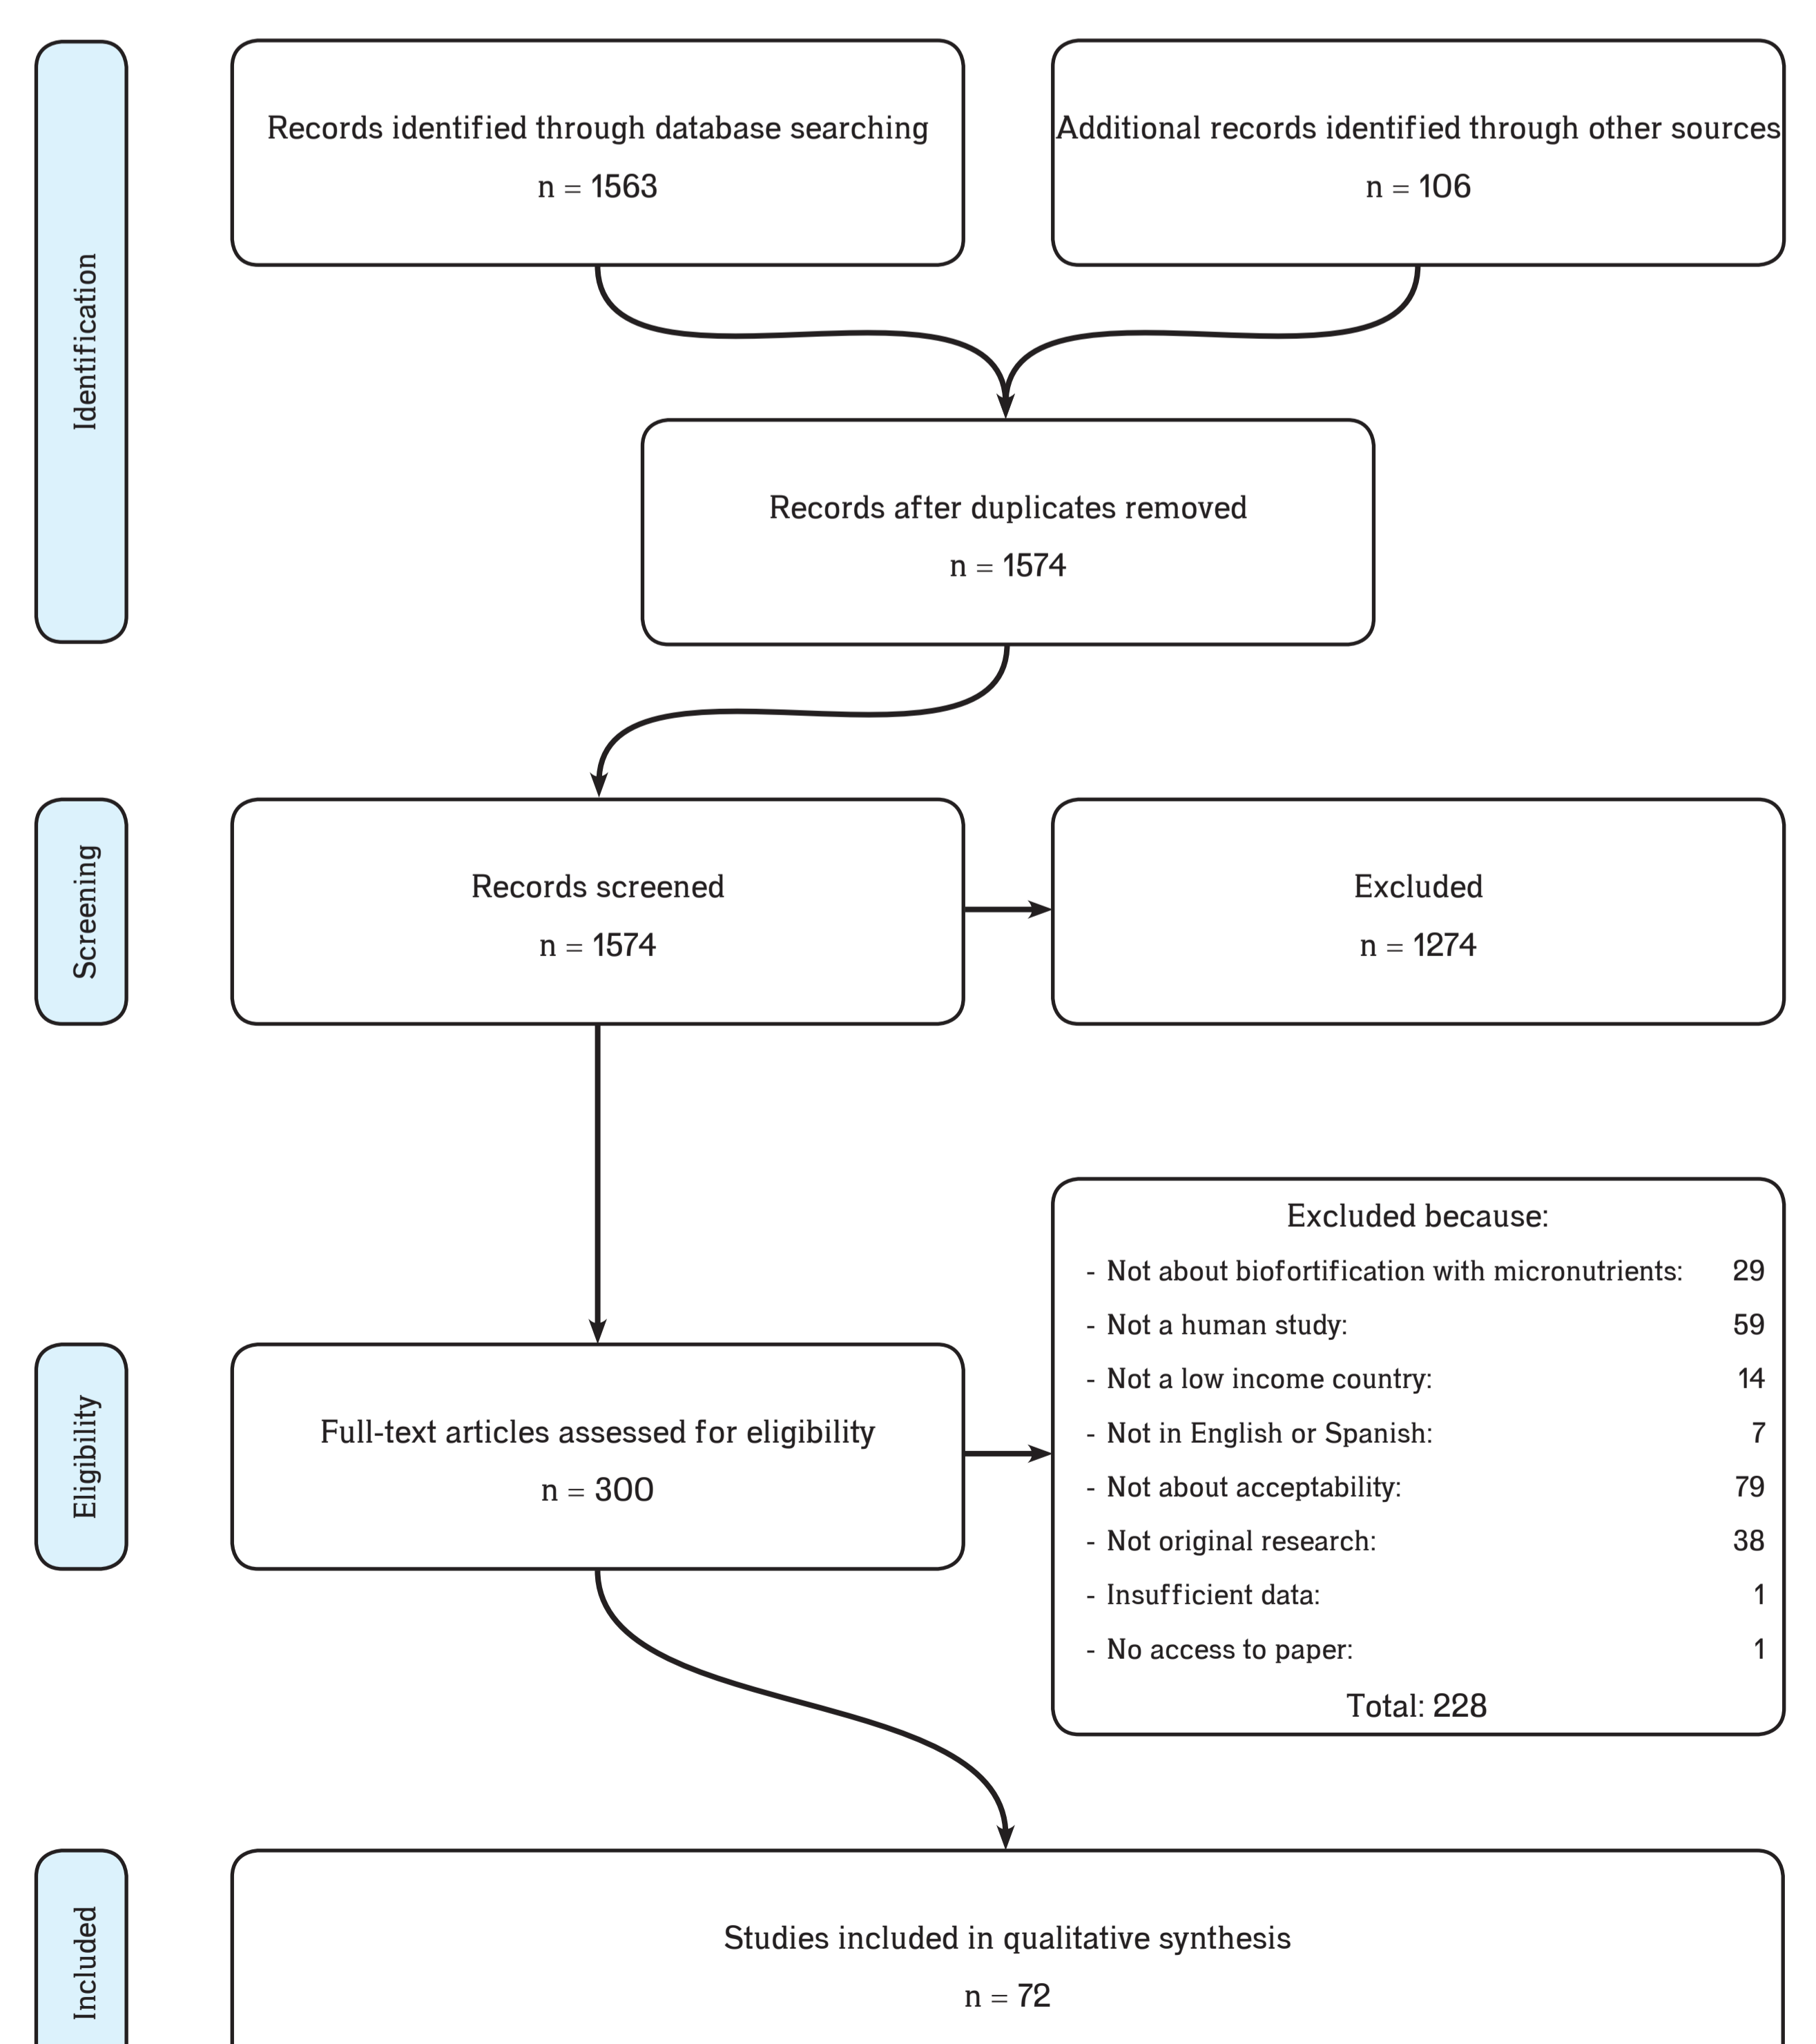 Identification
Records identified through database searching
n = 1563
Additional records identified through other sources
n = 106
Records after duplicates removed
n = 1574
Screening
Records screened
n = 1574
Excluded
n = 1274
Eligibility
Full-text articles assessed for eligibility
n = 300
Excluded because:
- Not about biofortification with micronutrients: 29
- Not a human study: 59
- Not a low income country: 14
- Not in English or Spanish: 7
- Not about acceptability: 79
- Not original research: 38
- Insufficient data: 1
- No access to paper: 1
Total: 228
Included
Studies included in qualitative synthesis
n = 72